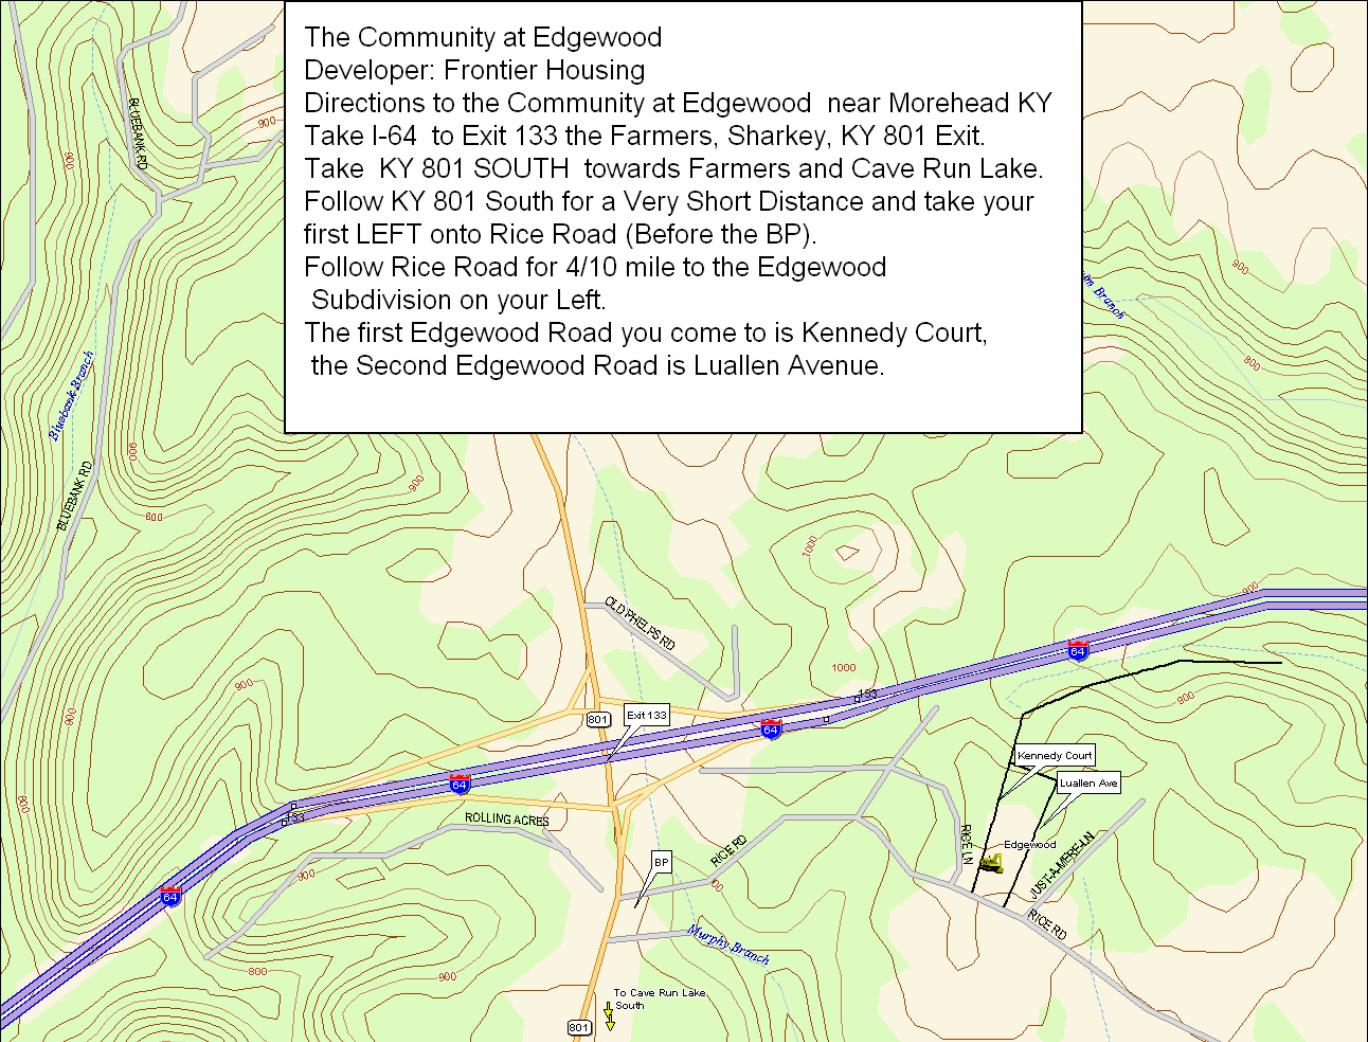 The Community at Edgewood
Developer: Frontier Housing
Directions to the Community at Edgewood near Morehead KY
Take I-64 to Exit 133 the Farmers, Sharkey, KY 801 Exit.
Take KY 801 SOUTH towards Farmers and Cave Run Lake.
Follow KY 801 South for a Very Short Distance and take your
first LEFT onto Rice Road (Before the BP).
Follow Rice Road for 4/10 mile to the Edgewood
Subdivision on your Left.
The first Edgewood Road you come to is Kennedy Court,
the Second Edgewood Road is Luallen Avenue.
BLUEBANK RD
900
800
900
Branch
800
Bluebank Branch
900
BLUEBANK RD
900
800
1000
900
OLD PHELPS RD
64
1000
900
133
900
800
801
Exit 133
64
Kennedy Court
64
Luallen Ave
800
133
ROLLING ACRES
RICE RD
RICE LN
Edgewood
JUST-A-MERE-LN
BP
900
64
RICE RD
Murphy Branch
800
900
To Cave Run Lake
South
801